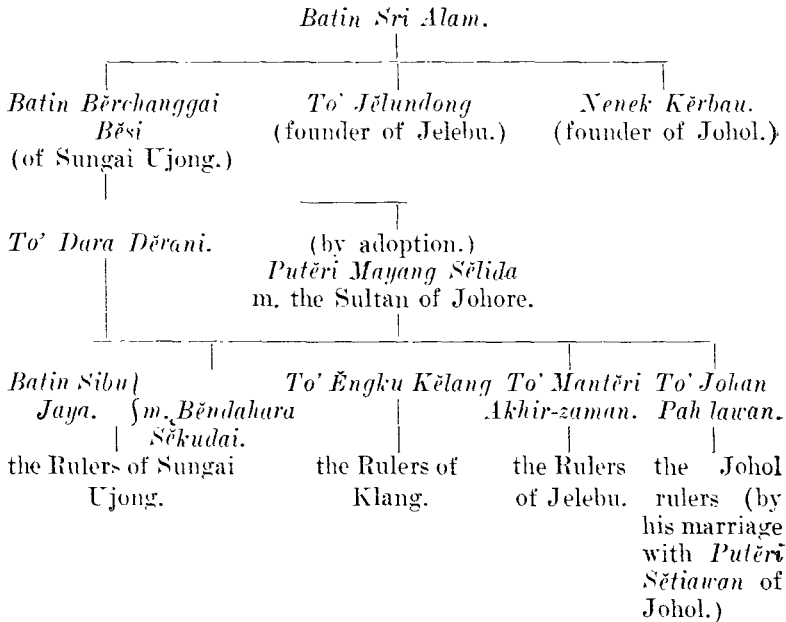 Batin Sri Alam.
Batin Bĕrchanggai To' Jĕlundong Nenek Kĕrbau.
Bĕsi (founder of Jelebu.) (founder of Johol.)
(of Sungai Ujong.)
To' Dara Dĕrani. (by adoption.)
Putĕri Mayang Sĕlida
m. the Sultan of Johore.
Batin Sibu To' Ĕngku Kĕlang To' Mantĕri To' Johan
Jaya. m. Bĕndahara Akhir-zaman. Pahlawan.
Sĕkudai.
the Rulers of Sungai the Rulers of the Rulers the Johol
Ujong. Klang. of Jelebu. rulers (by
his marriage
with Putĕri
Sĕtiawan of
Johol.)